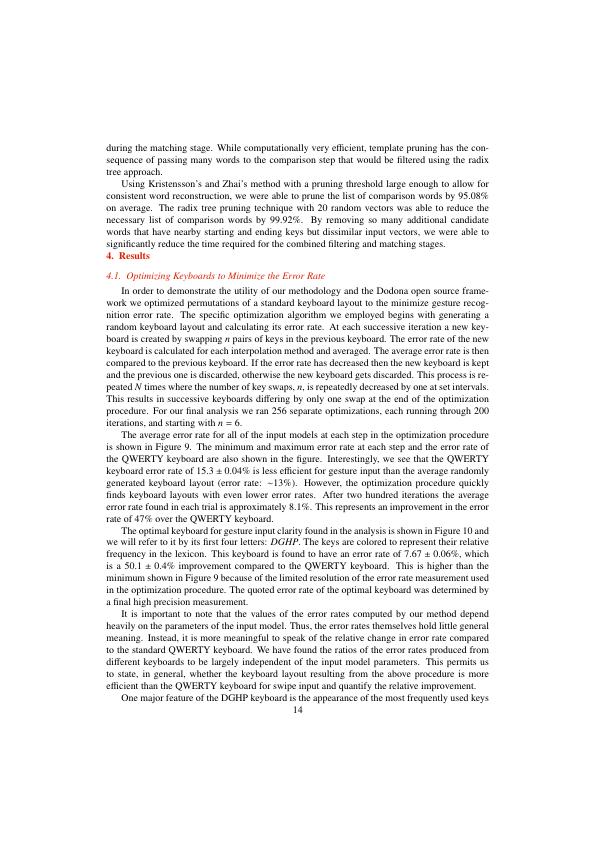 during the matching stage. While computationally very efficient, template pruning has the con-
sequence of passing many words to the comparison step that would be filtered using the radix
tree approach.
Using Kristensson's and Zhai's method with a pruning threshold large enough to allow for
consistent word reconstruction, we were able to prune the list of comparison words by 95.08%
on average. The radix tree pruning technique with 20 random vectors was able to reduce the
necessary list of comparison words by 99.92%. By removing so many additional candidate
words that have nearby starting and ending keys but dissimilar input vectors, we were able to
significantly reduce the time required for the combined filtering and matching stages.
4. Results
4.1. Optimizing Keyboards to Minimize the Error Rate
In order to demonstrate the utility of our methodology and the Dodona open source frame-
work we optimized permutations of a standard keyboard layout to the minimize gesture recog-
nition error rate. The specific optimization algorithm we employed begins with generating a
random keyboard layout and calculating its error rate. At each successive iteration a new key-
board is created by swapping n pairs of keys in the previous keyboard. The error rate of the new
keyboard is calculated for each interpolation method and averaged. The average error rate is then
compared to the previous keyboard. If the error rate has decreased then the new keyboard is kept
and the previous one is discarded, otherwise the new keyboard gets discarded. This process is re-
peated N times where the number of key swaps, n, is repeatedly decreased by one at set intervals.
This results in successive keyboards differing by only one swap at the end of the optimization
procedure. For our final analysis we ran 256 separate optimizations, each running through 200
iterations, and starting with n = 6.
The average error rate for all of the input models at each step in the optimization procedure
is shown in Figure 9. The minimum and maximum error rate at each step and the error rate of
the QWERTY keyboard are also shown in the figure. Interestingly, we see that the QWERTY
keyboard error rate of 15.3 ± 0.04% is less efficient for gesture input than the average randomly
generated keyboard layout (error rate: ~13%). However, the optimization procedure quickly
finds keyboard layouts with even lower error rates. After two hundred iterations the average
error rate found in each trial is approximately 8.1%. This represents an improvement in the error
rate of 47% over the QWERTY keyboard.
The optimal keyboard for gesture input clarity found in the analysis is shown in Figure 10 and
we will refer to it by its first four letters: DGHP. The keys are colored to represent their relative
frequency in the lexicon. This keyboard is found to have an error rate of 7.67 ± 0.06%, which
is a 50.1 ± 0.4% improvement compared to the QWERTY keyboard. This is higher than the
minimum shown in Figure 9 because of the limited resolution of the error rate measurement used
in the optimization procedure. The quoted error rate of the optimal keyboard was determined by
a final high precision measurement.
It is important to note that the values of the error rates computed by our method depend
heavily on the parameters of the input model. Thus, the error rates themselves hold little general
meaning. Instead, it is more meaningful to speak of the relative change in error rate compared
to the standard QWERTY keyboard. We have found the ratios of the error rates produced from
different keyboards to be largely independent of the input model parameters. This permits us
to state, in general, whether the keyboard layout resulting from the above procedure is more
efficient than the QWERTY keyboard for swipe input and quantify the relative improvement.
One major feature of the DGHP keyboard is the appearance of the most frequently used keys
14